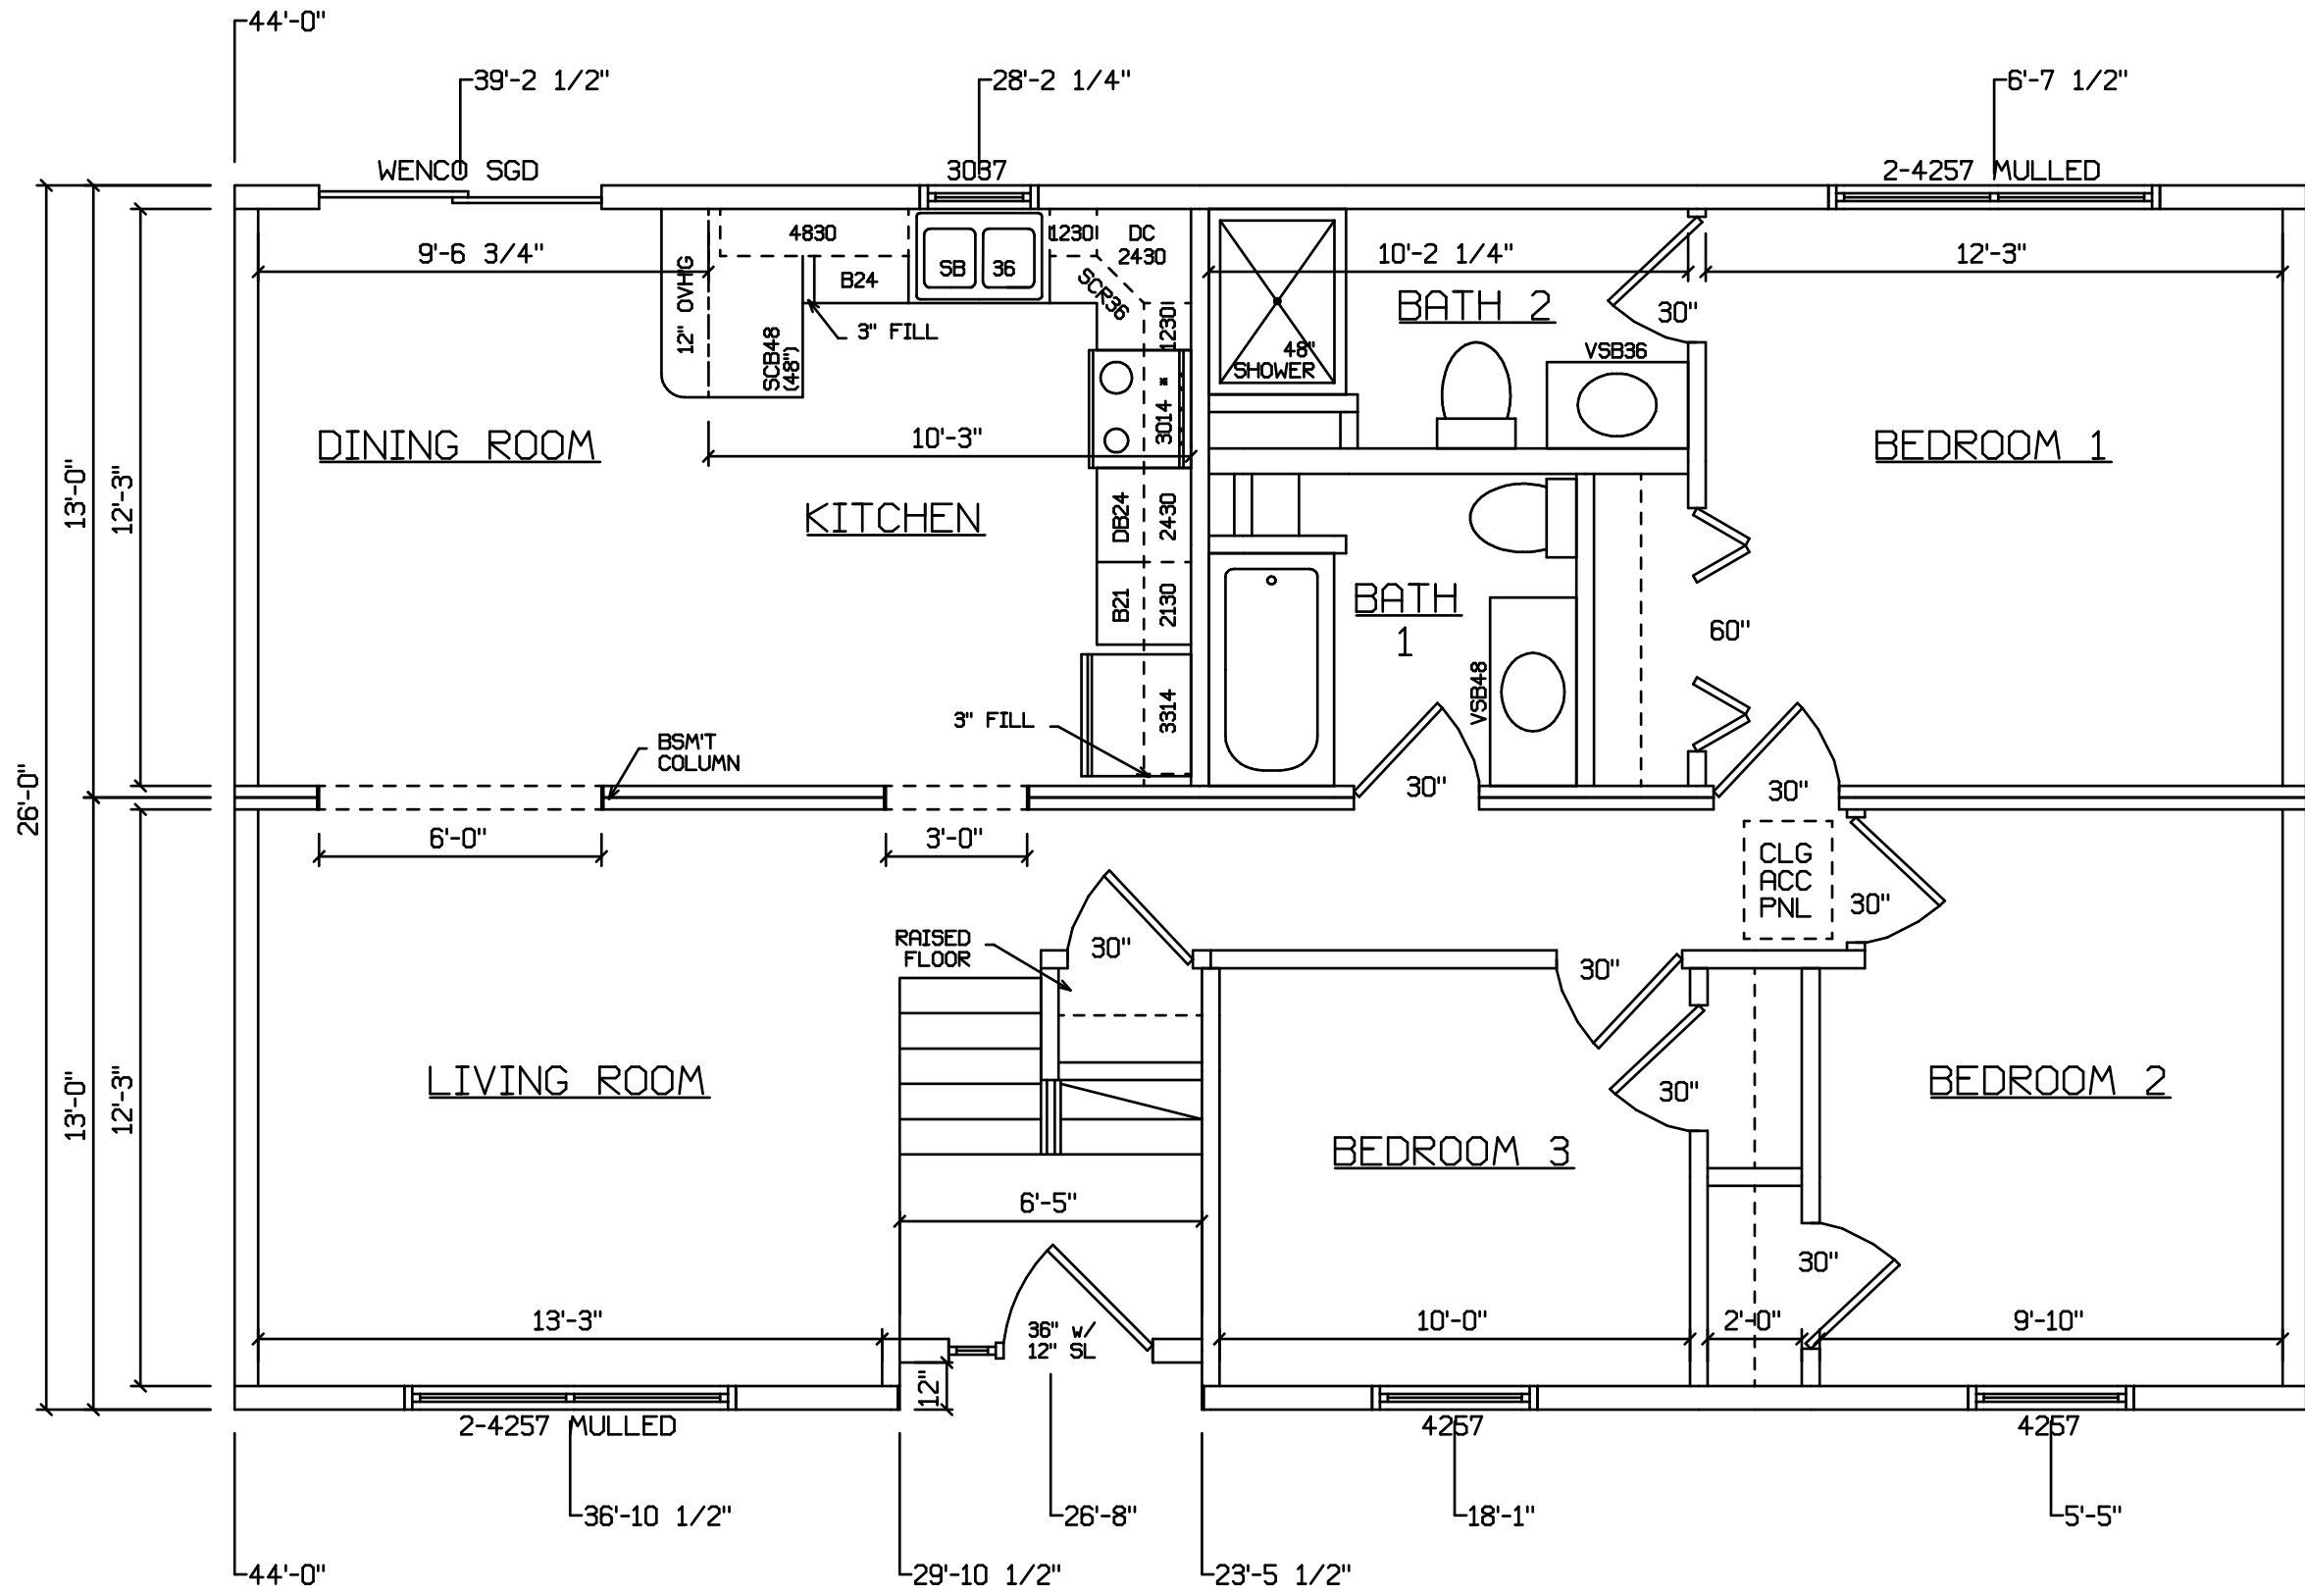 44'-0"
39'-2 1/2"
28'-2 1/4"
6'-7 1/2"
WENCO SGD
3037
2-4257 MULLED
9'-6 3/4"
12" OVHG
4830
B24
SB
36
1230
DC
2430
SCR36
10'-2 1/4"
12'-3"
3" FILL
SCB48
(48")
1230
BATH 2
30"
48"
SHOWER
VSB36
3014
DINING ROOM
10'-3"
BEDROOM 1
13'-0"
12'-3"
KITCHEN
DB24
2430
B21
2130
BATH
1
60"
VSB48
3" FILL
3314
BSM'T
COLUMN
26'-0"
30"
30"
6'-0"
3'-0"
CLG
ACC
PNL
30"
RAISED
FLOOR
30"
30"
13'-0"
12'-3"
LIVING ROOM
30"
BEDROOM 2
BEDROOM 3
6'-5"
30"
13'-3"
36" w/
12" SL
10'-0"
2'-0"
9'-10"
12"
2-4257 MULLED
4257
4257
36'-10 1/2"
26'-8"
18'-1"
5'-5"
44'-0"
29'-10 1/2"
23'-5 1/2"